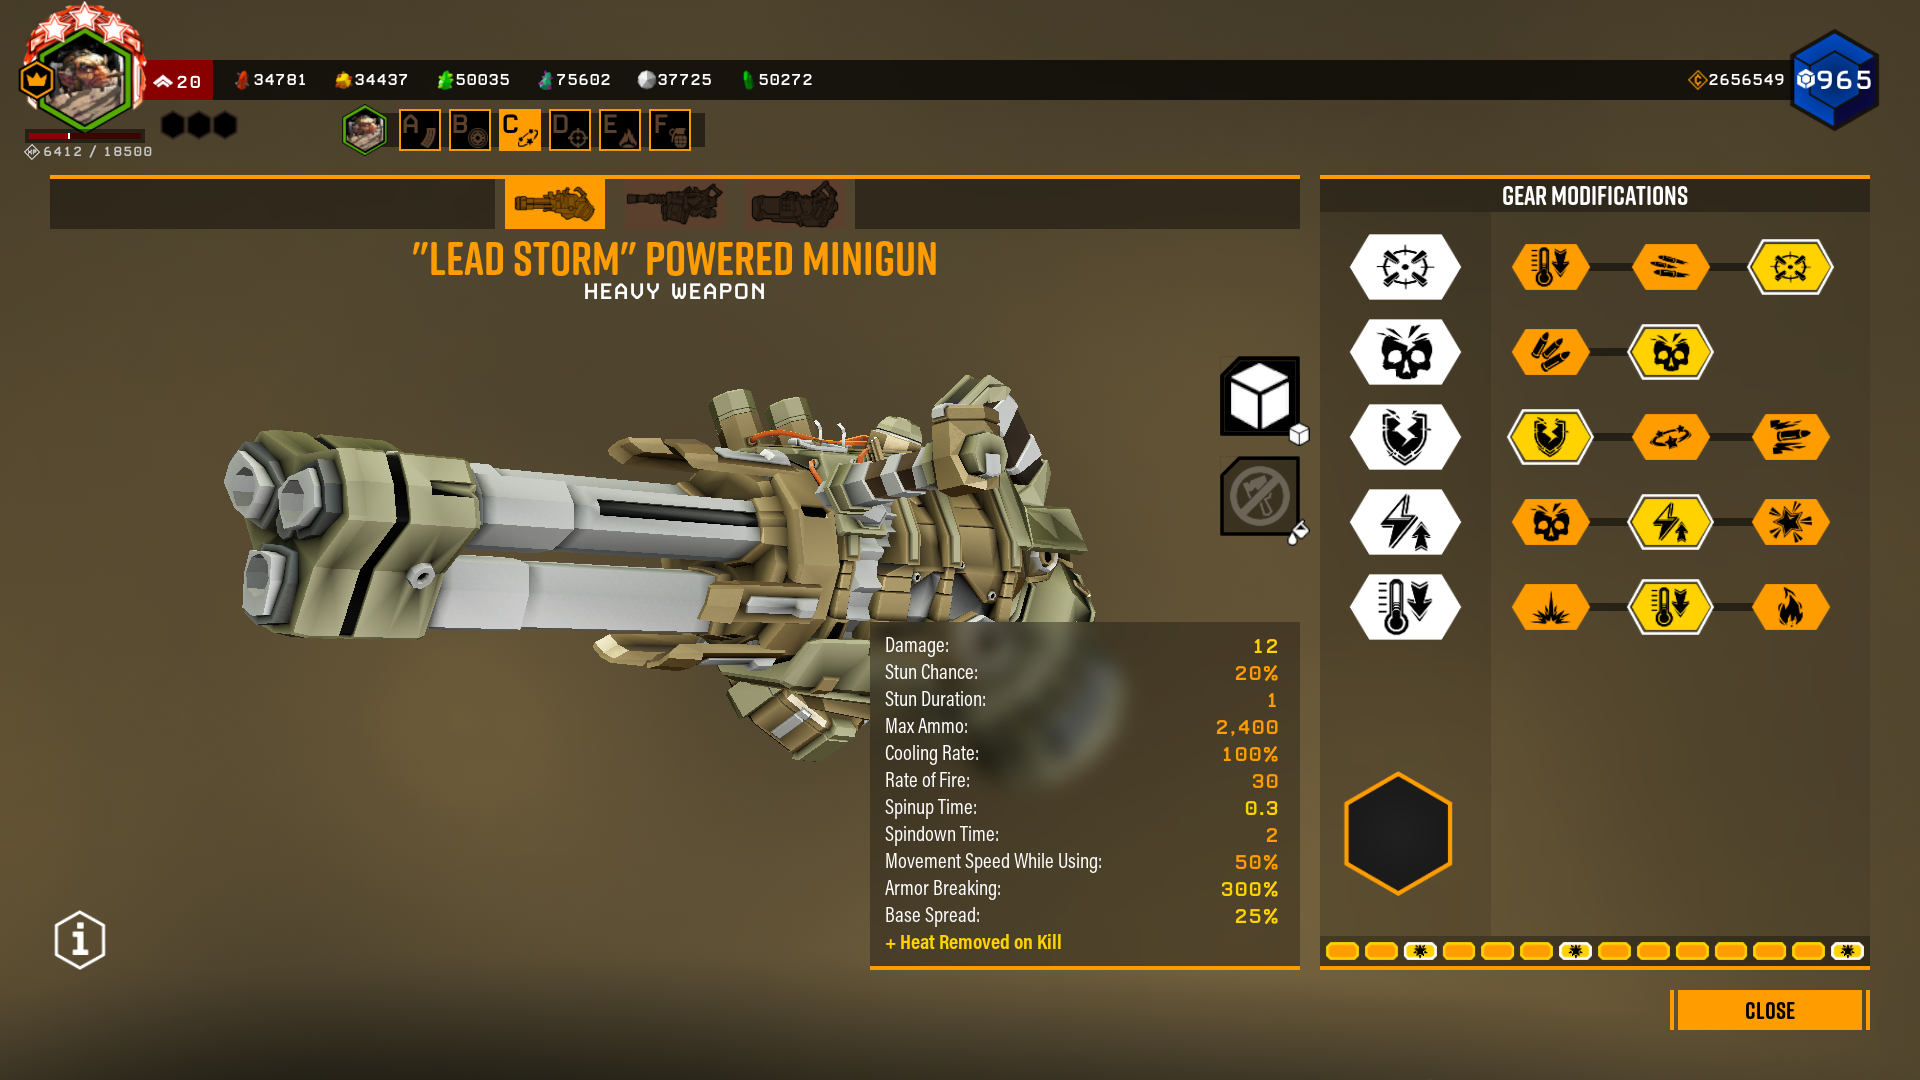 20
34781
34437
50035
75602
37725
50272
2656549
965
6412 / 18500
A
B
C
D
E
F
GEAR MODIFICATIONS
"LEAD STORM" POWERED MINIGUN
HEAVY WEAPON
Damage: 12
Stun Chance: 20%
Stun Duration: 1
Max Ammo: 2,400
Cooling Rate: 100%
Rate of Fire: 30
Spinup Time: 0.3
Spindown Time: 2
Movement Speed While Using: 50%
Armor Breaking: 300%
Base Spread: 25%
+ Heat Removed on Kill
CLOSE